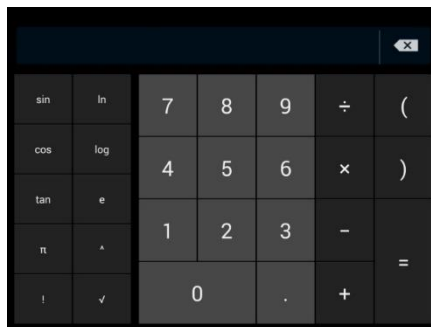 sin ln 7 8 9 ÷ (
cos log 4 5 6 × )
tan e
1 2 3 −
π ^ =
! √ 0 . +